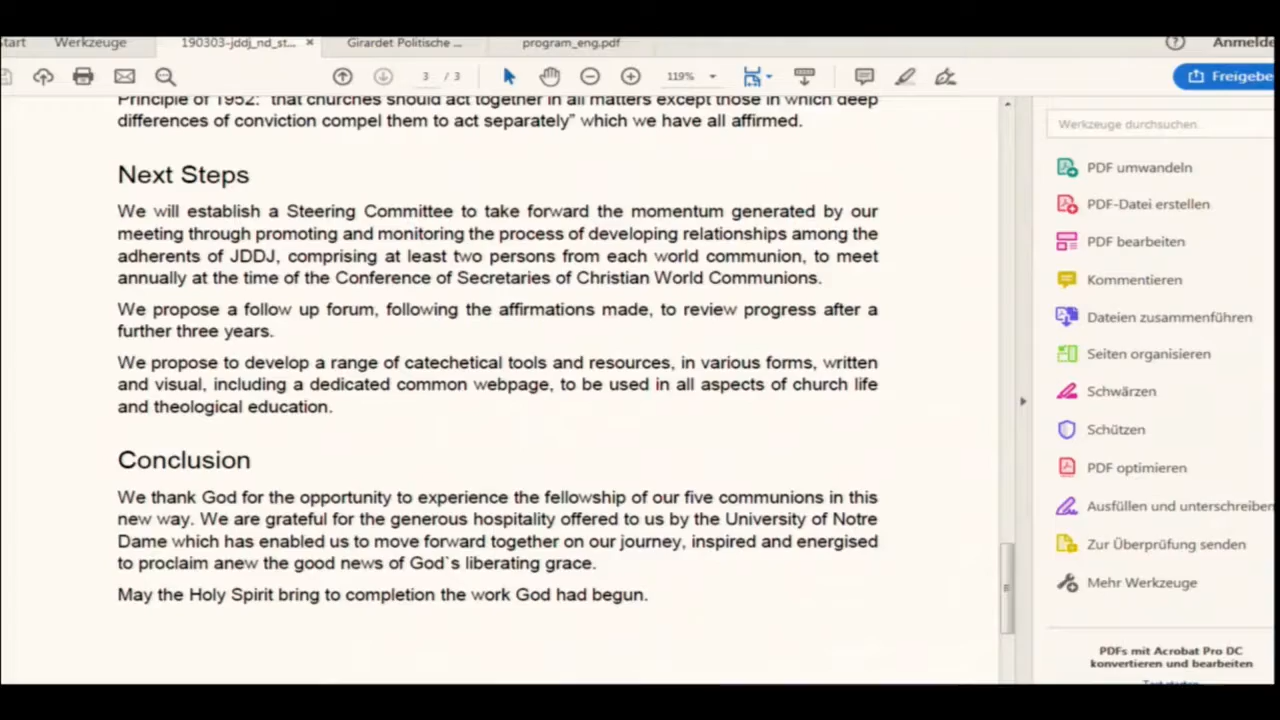 tart Werkzeuge 190303-jddj_nd_st... × Girardet Politische ... program_eng.pdf Anmelde
3 / 3 119% Freigebe
Principle of 1952: "that churches should act together in all matters except those in which deep
differences of conviction compel them to act separately" which we have all affirmed.
Next Steps
We will establish a Steering Committee to take forward the momentum generated by our
meeting through promoting and monitoring the process of developing relationships among the
adherents of JDDJ, comprising at least two persons from each world communion, to meet
annually at the time of the Conference of Secretaries of Christian World Communions.
We propose a follow up forum, following the affirmations made, to review progress after a
further three years.
We propose to develop a range of catechetical tools and resources, in various forms, written
and visual, including a dedicated common webpage, to be used in all aspects of church life
and theological education.
Conclusion
We thank God for the opportunity to experience the fellowship of our five communions in this
new way. We are grateful for the generous hospitality offered to us by the University of Notre
Dame which has enabled us to move forward together on our journey, inspired and energised
to proclaim anew the good news of God`s liberating grace.
May the Holy Spirit bring to completion the work God had begun.
Werkzeuge durchsuchen
PDF umwandeln
PDF-Datei erstellen
PDF bearbeiten
Kommentieren
Dateien zusammenführen
Seiten organisieren
Schwärzen
Schützen
PDF optimieren
Ausfüllen und unterschreiben
Zur Überprüfung senden
Mehr Werkzeuge
PDFs mit Acrobat Pro DC
konvertieren und bearbeiten